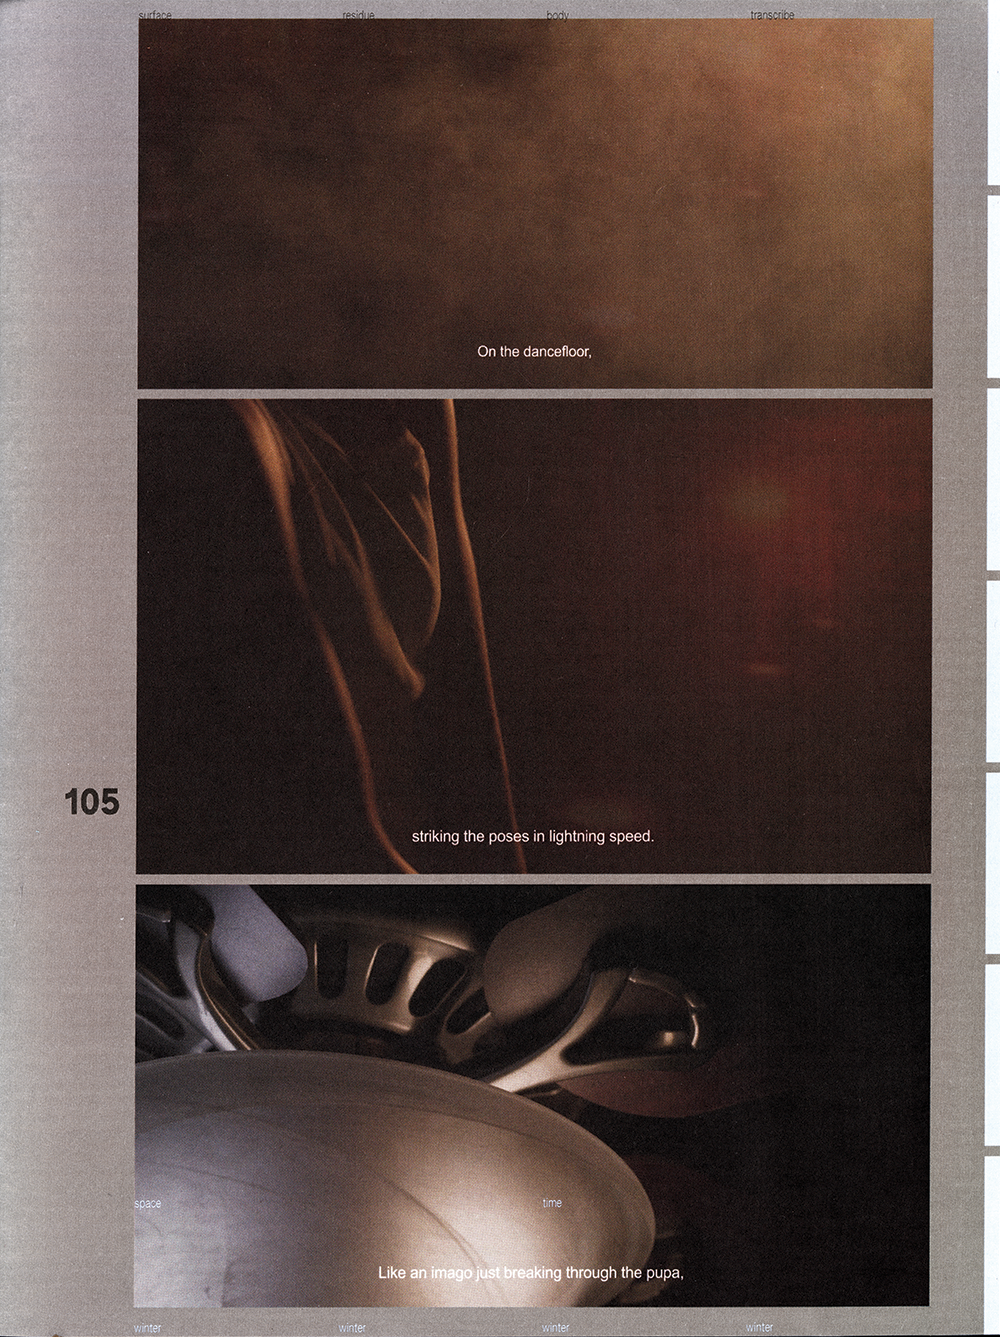 surface residue body transcribe
On the dancefloor,
105
striking the poses in lightning speed.
space time
Like an imago just breaking through the pupa,
winter winter winter winter